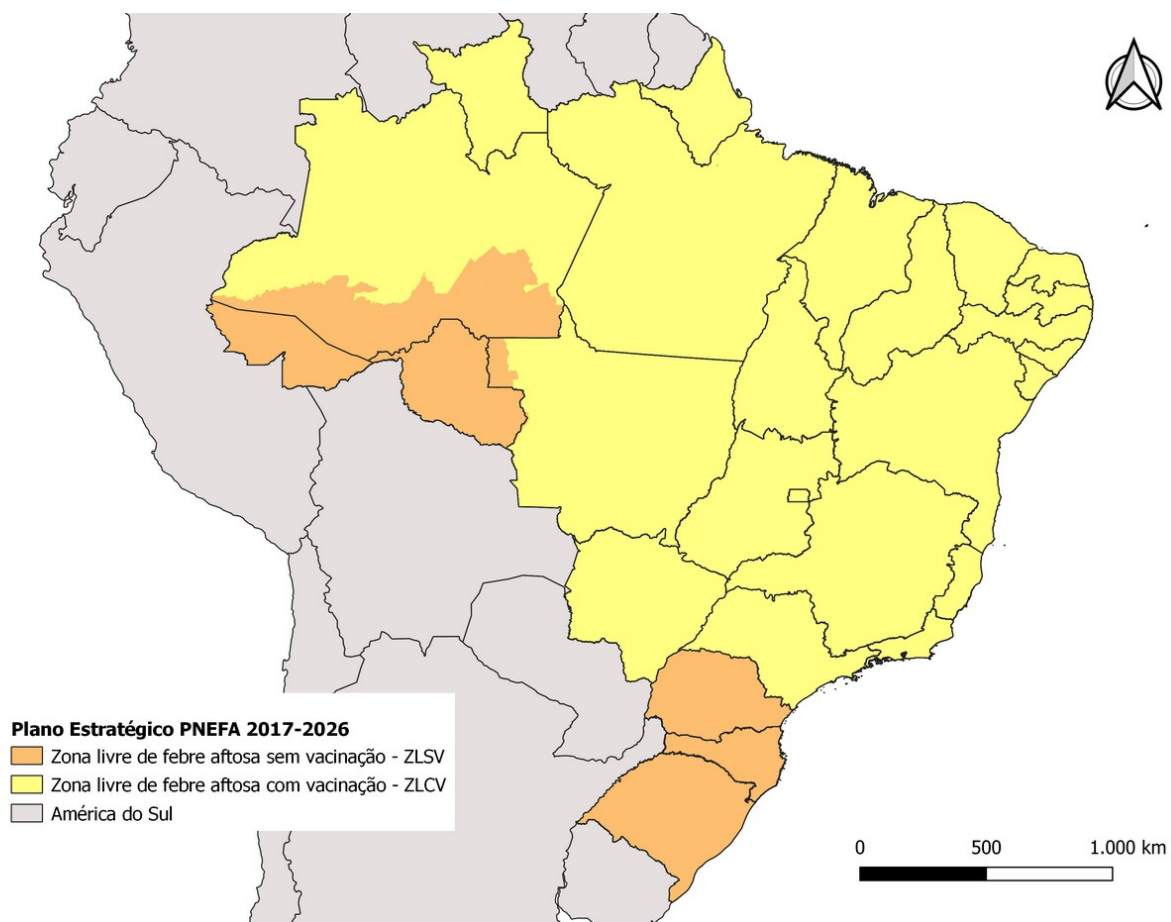 Plano Estratégico PNEFA 2017-2026
Zona livre de febre aftosa sem vacinação - ZLSV
Zona livre de febre aftosa com vacinação - ZLCV
América do Sul
0 500 1.000 km